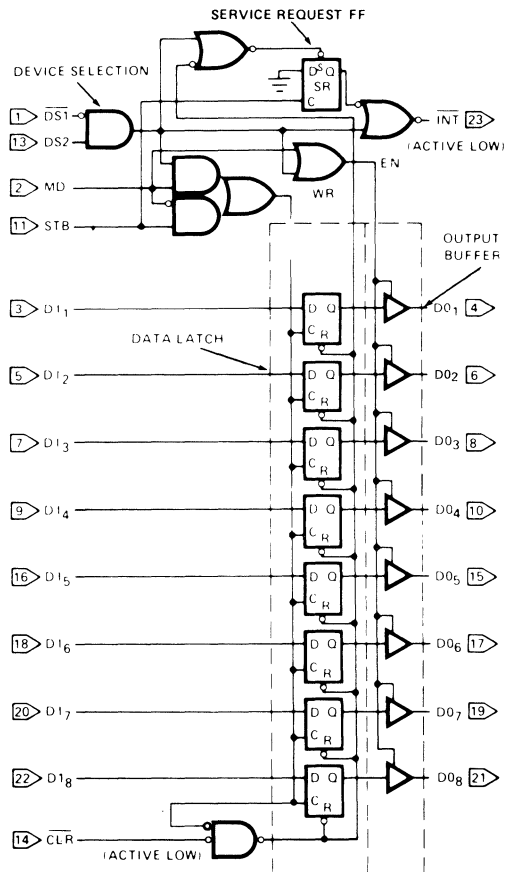 SERVICE REQUEST FF
DEVICE SELECTION
D S Q
SR
C
1 DS1
13 DS2
INT 23
(ACTIVE LOW)
2 MD
EN
WR
11 STB
OUTPUT
BUFFER
3 DI1 D Q C R DO1 4
DATA LATCH
5 DI2 D Q C R DO2 6
7 DI3 D Q C R DO3 8
9 DI4 D Q C R DO4 10
16 DI5 D Q C R DO5 15
18 DI6 D Q C R DO6 17
20 DI7 D Q C R DO7 19
22 DI8 D Q C R DO8 21
14 CLR
(ACTIVE LOW)